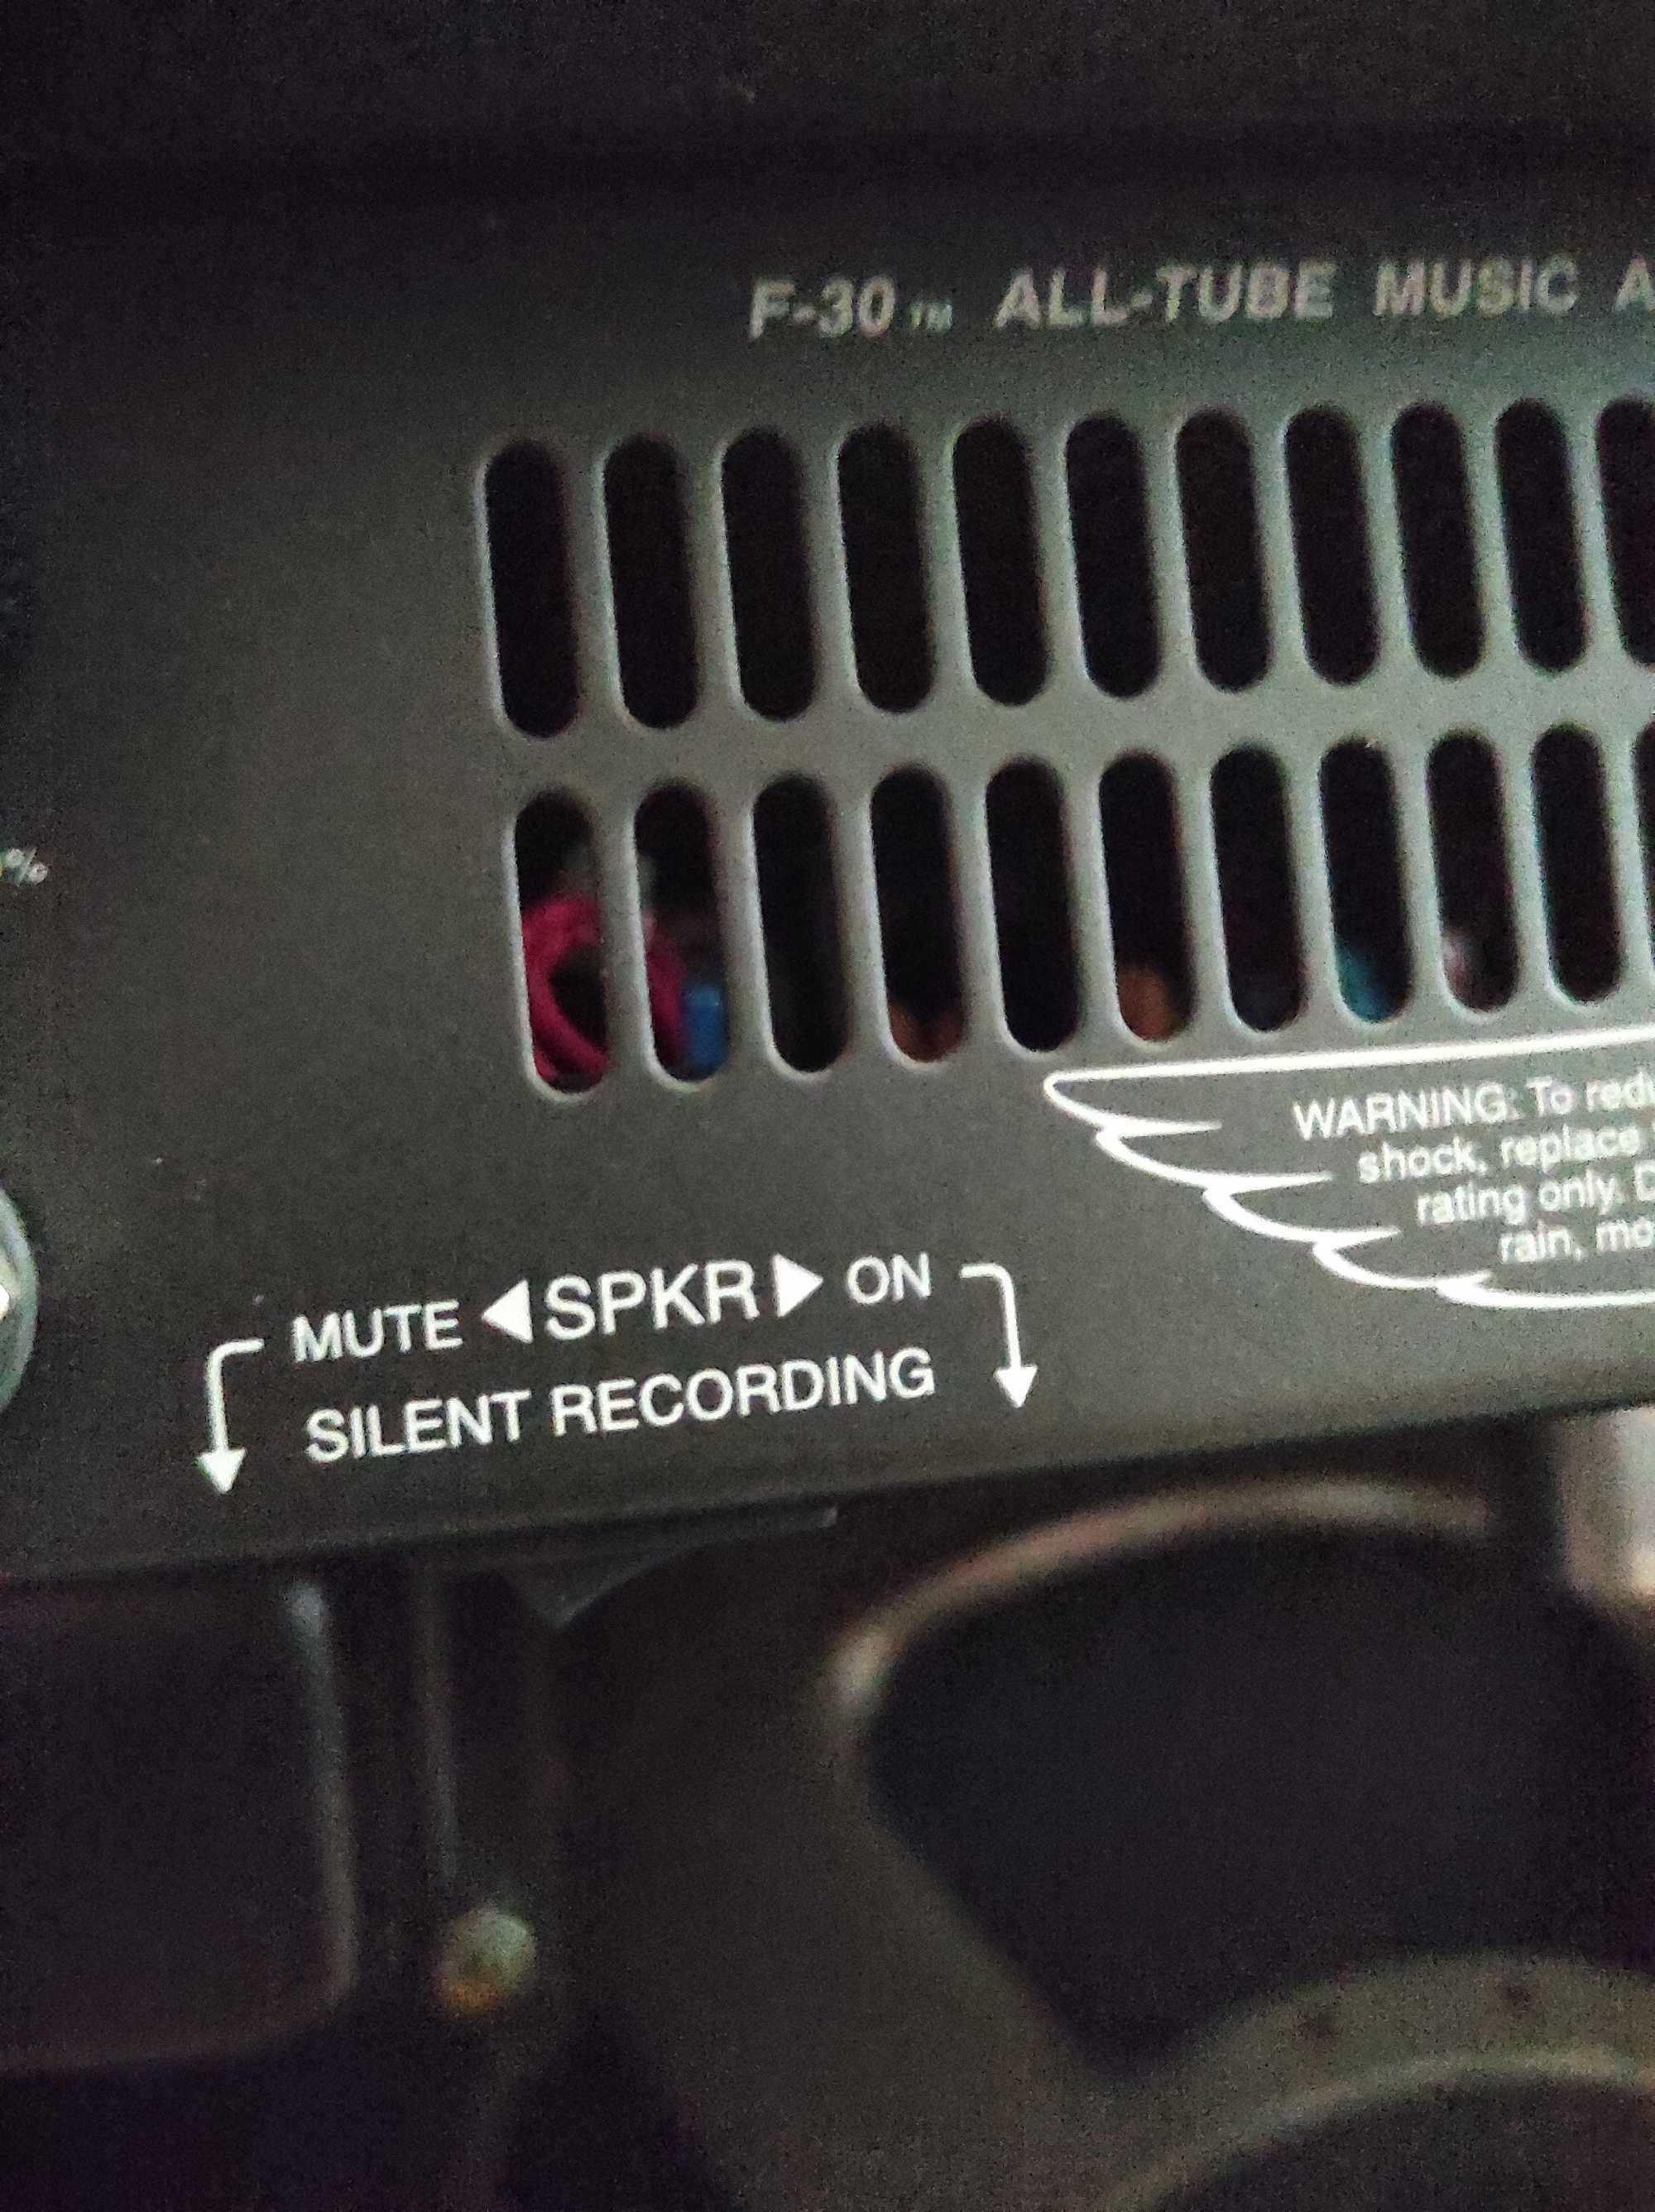 F-30™ ALL-TUBE MUSIC
%
WARNING: To
shock, replace
rating only.
rain,
MUTE ◀SPKR▶ ON
SILENT RECORDING